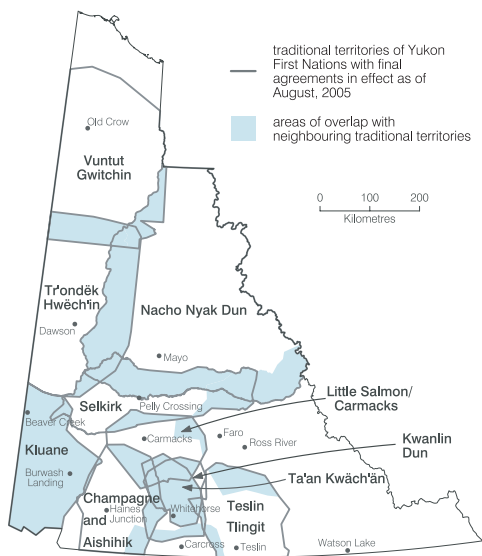 traditional territories of Yukon
First Nations with final
agreements in effect as of
August, 2005
areas of overlap with
neighbouring traditional territories
0 100 200
Kilometres
Old Crow
Vuntut
Gwitchin
Tr'ondëk
Hwëch'in
Dawson
Nacho Nyak Dun
Mayo
Selkirk
Pelly Crossing
Little Salmon/
Carmacks
Beaver Creek
Carmacks
Faro
Ross River
Kwanlin
Dun
Kluane
Burwash
Landing
Ta'an Kwäch'än
Champagne
and
Aishihik
Haines
Junction
Whitehorse
Teslin
Tlingit
Carcross
Teslin
Watson Lake